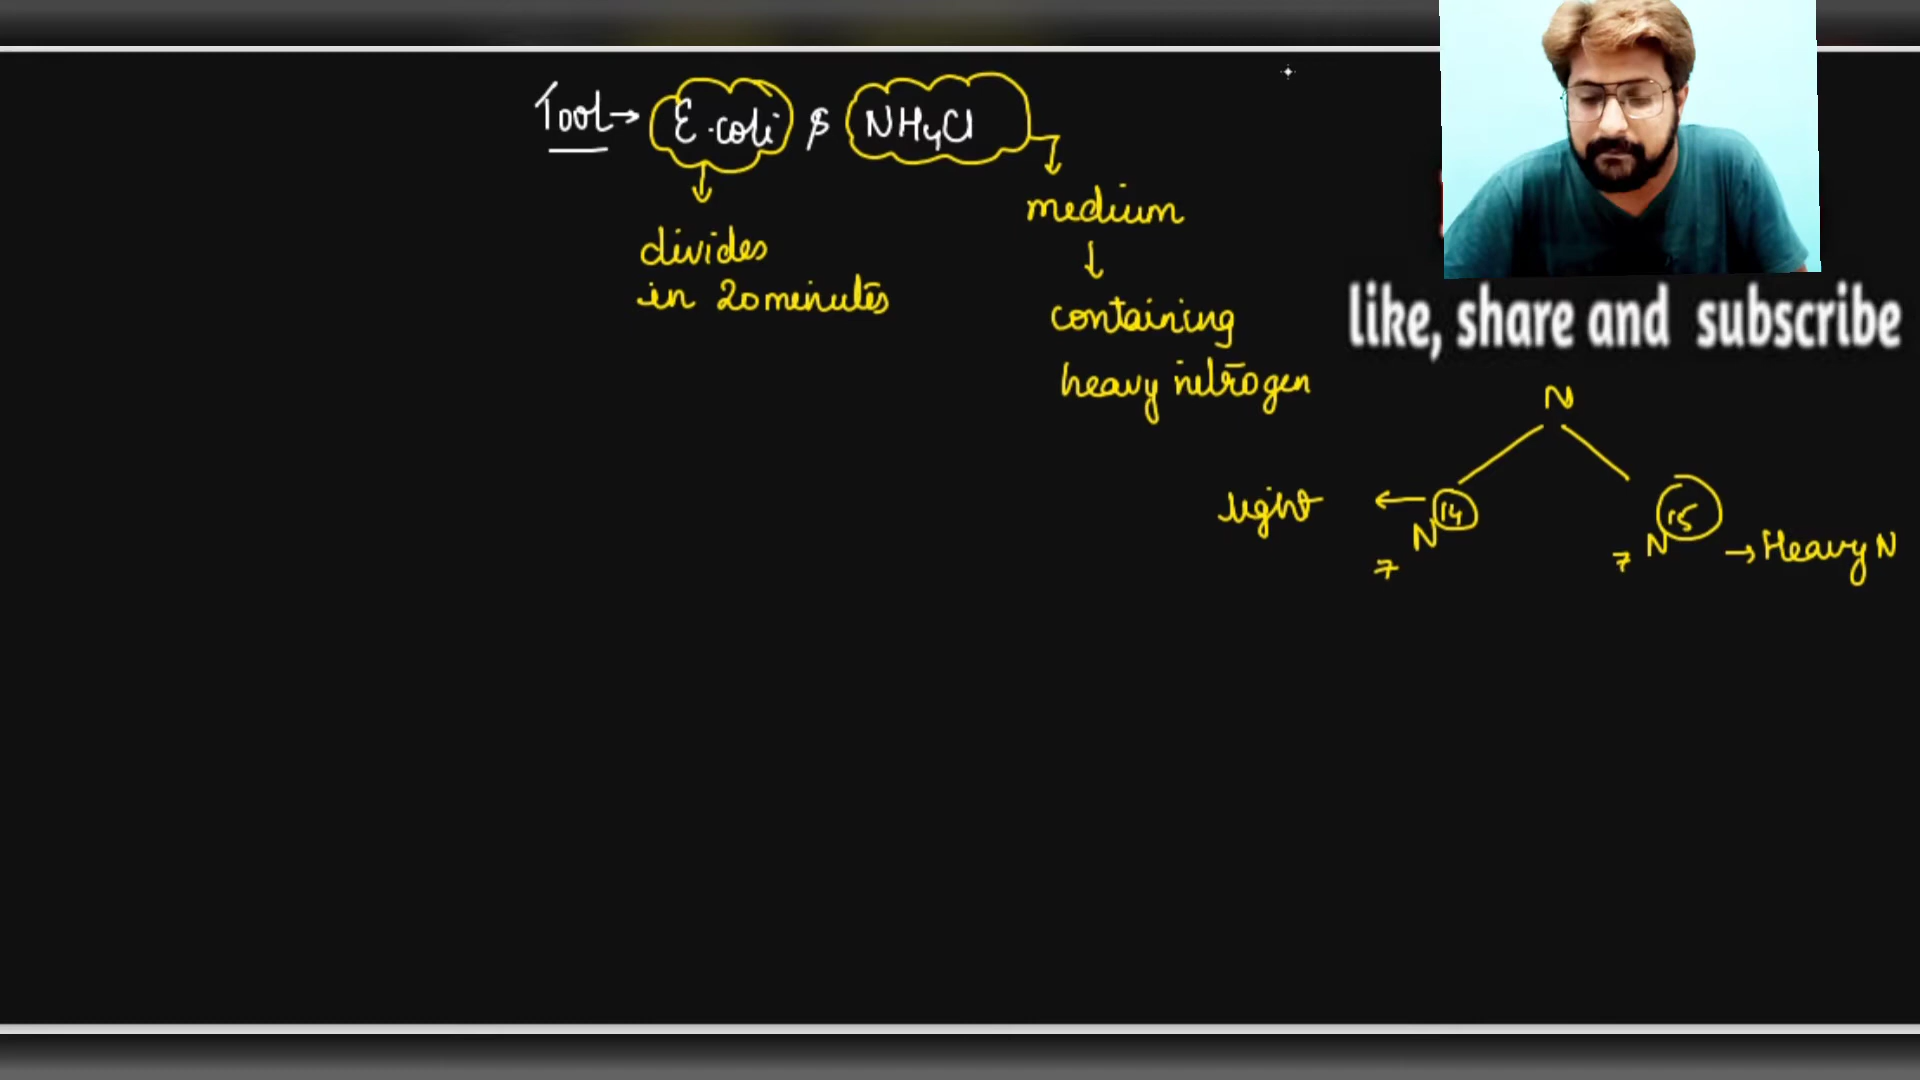 Tool → E.coli & NH4Cl
divides
in 20 minutes
medium
containing
heavy nitrogen
like, share and subscribe
N
light ← 7N14
7N15 → Heavy N